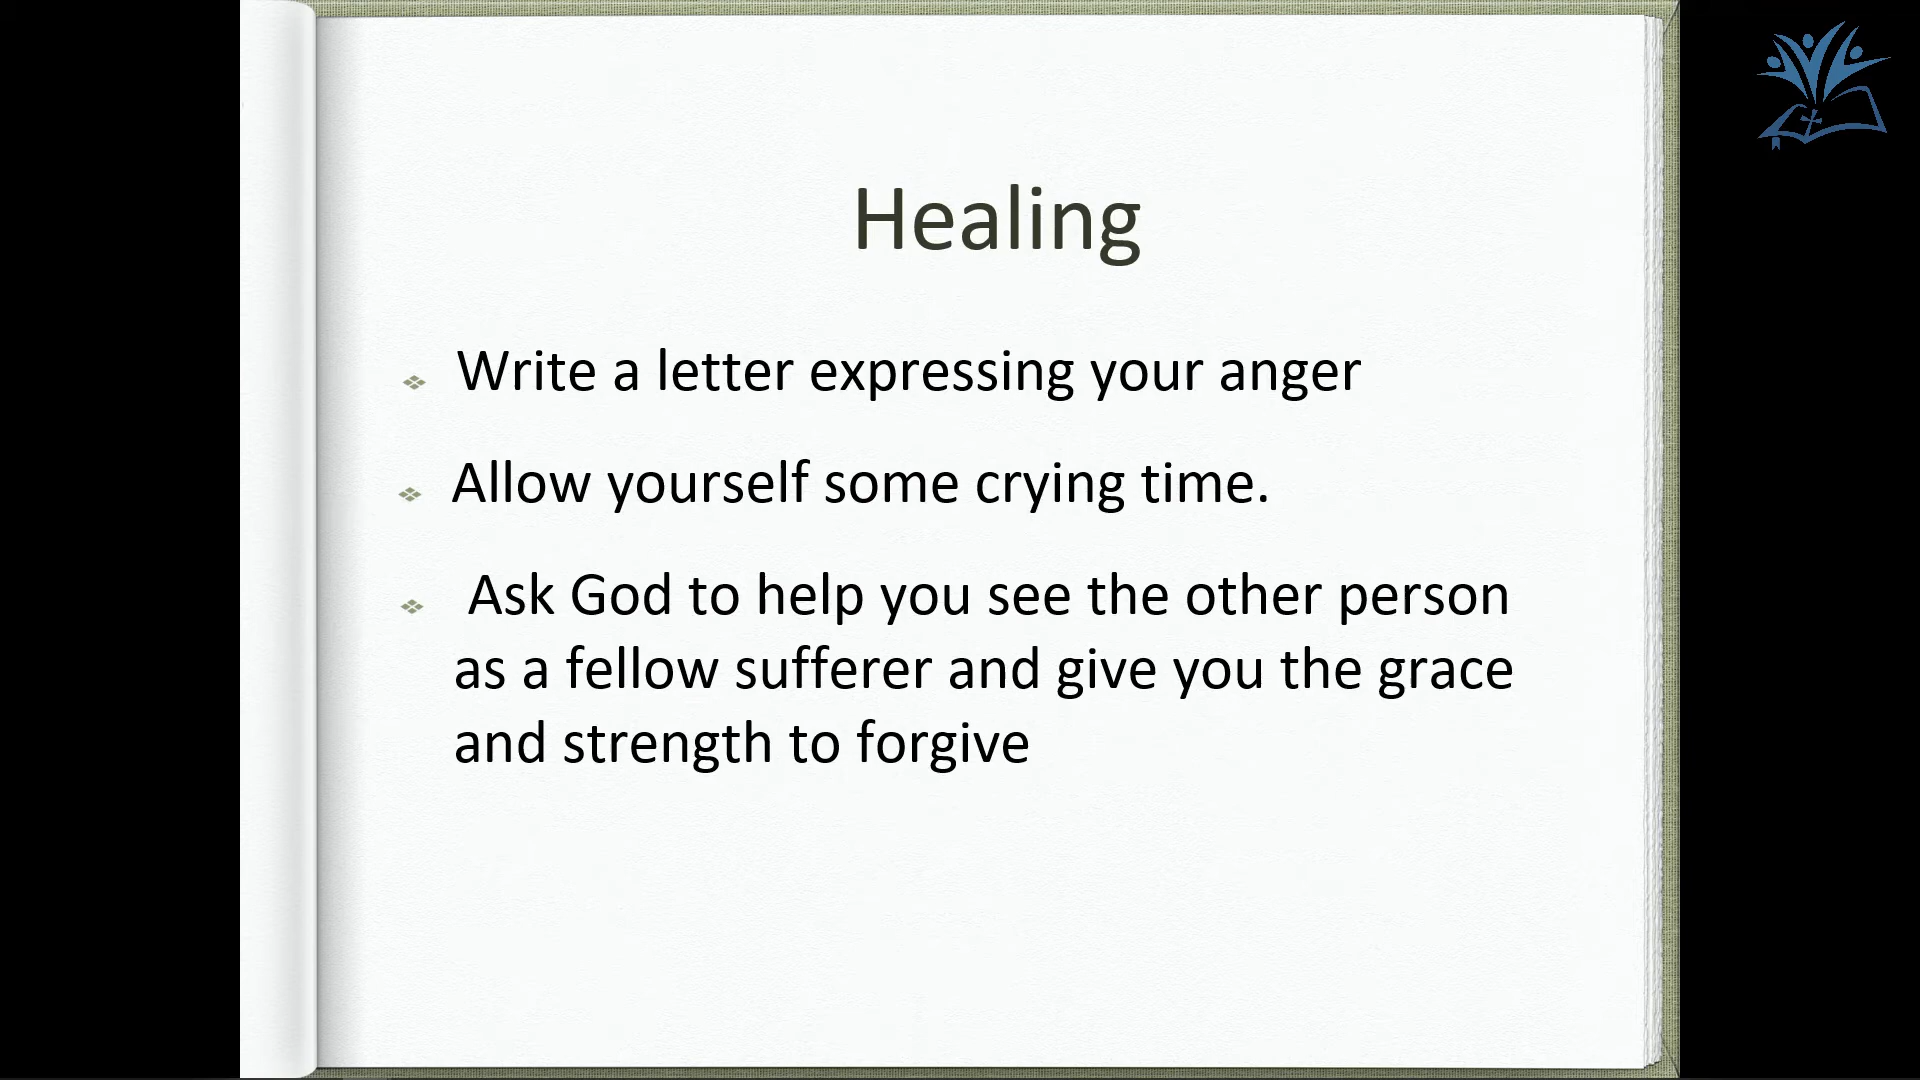 Healing
Write a letter expressing your anger
Allow yourself some crying time.
Ask God to help you see the other person
as a fellow sufferer and give you the grace
and strength to forgive